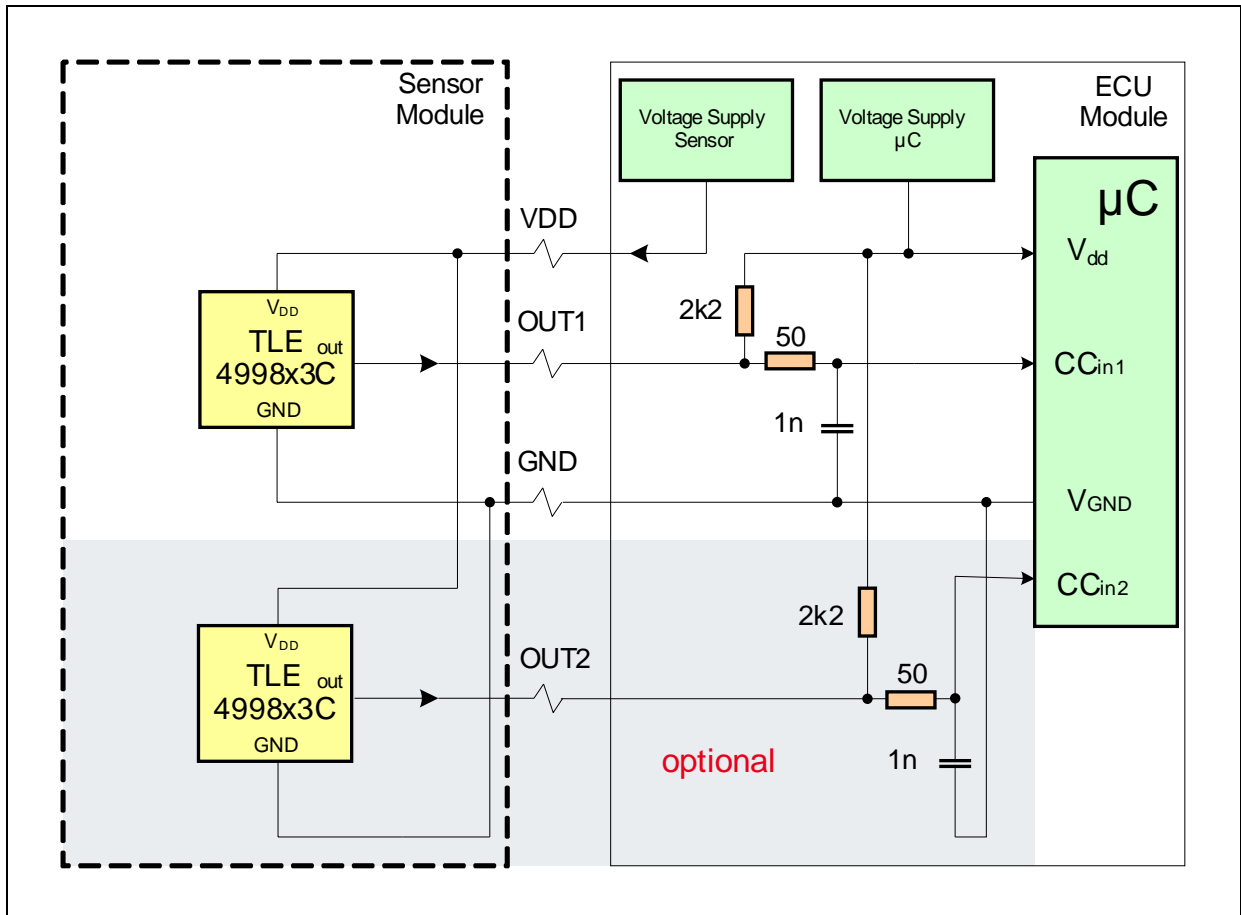 Sensor
Module
ECU
Module
Voltage Supply
Sensor
Voltage Supply
µC
µC
VDD
Vdd
VDD
TLE out
4998x3C
GND
OUT1
2k2
50
CCin1
1n
GND
VGND
CCin2
VDD
TLE out
4998x3C
GND
OUT2
2k2
50
1n
optional